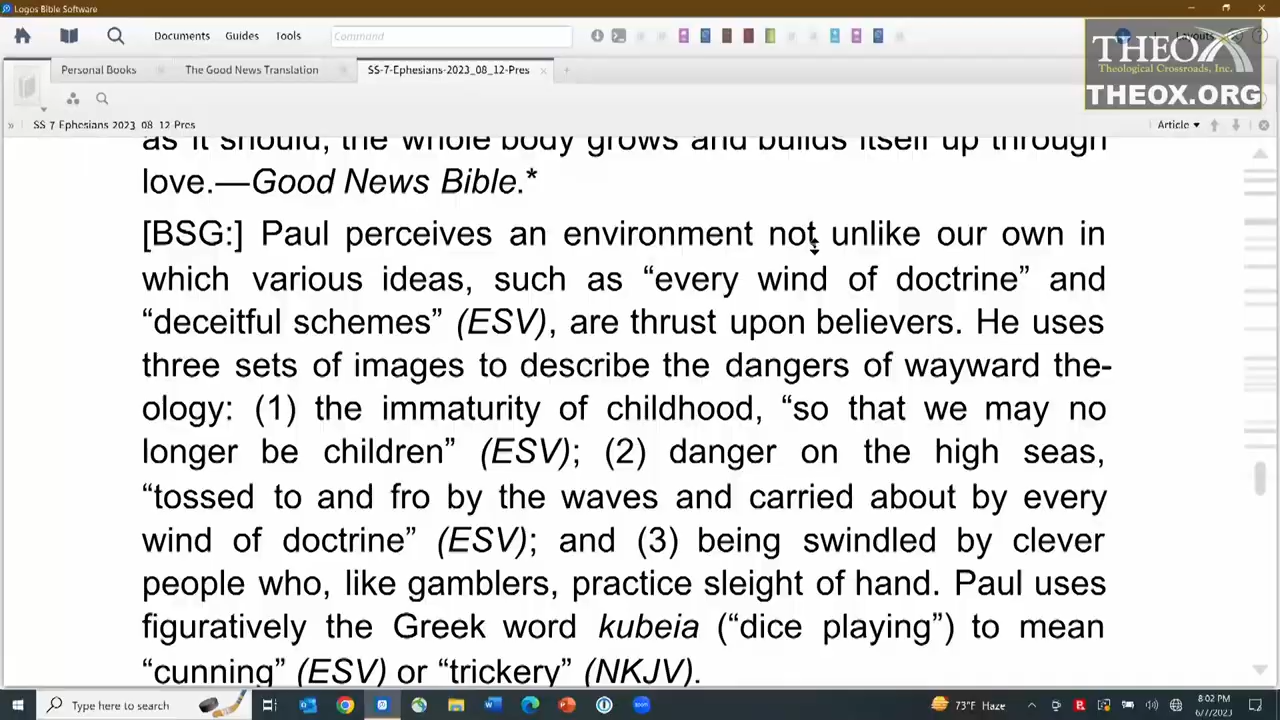 Logos Bible Software
Documents Guides Tools Command Layouts
THEOX
Theological Crossroads, Inc.
THEOX.ORG
Personal Books The Good News Translation SS-7-Ephesians-2023_08_12-Pres
SS-7-Ephesians-2023_08_12-Pres Article
as it should, the whole body grows and builds itself up through
love.—Good News Bible.*
[BSG:] Paul perceives an environment not unlike our own in
which various ideas, such as “every wind of doctrine” and
“deceitful schemes” (ESV), are thrust upon believers. He uses
three sets of images to describe the dangers of wayward the-
ology: (1) the immaturity of childhood, “so that we may no
longer be children” (ESV); (2) danger on the high seas,
“tossed to and fro by the waves and carried about by every
wind of doctrine” (ESV); and (3) being swindled by clever
people who, like gamblers, practice sleight of hand. Paul uses
figuratively the Greek word kubeia (“dice playing”) to mean
“cunning” (ESV) or “trickery” (NKJV).
Type here to search 73°F Haze 8:02 PM
6/7/2023